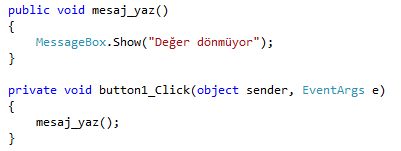 public void mesaj_yaz()
{
    MessageBox.Show("Değer dönmüyor");
}

private void button1_Click(object sender, EventArgs e)
{
    mesaj_yaz();
}